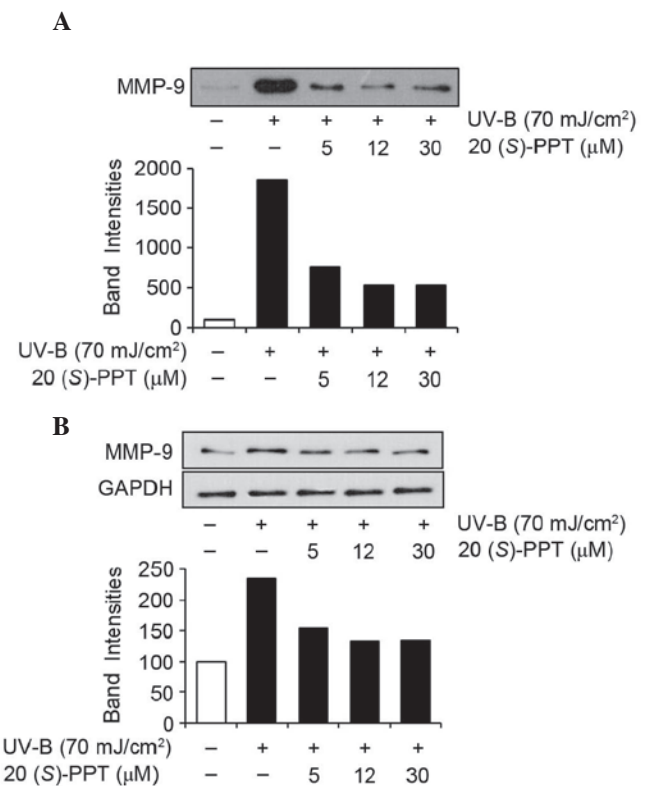 A
MMP-9
– + + + + UV-B (70 mJ/cm²)
– – 5 12 30 20 (S)-PPT (μM)
Band Intensities
2000
1500
1000
500
0
UV-B (70 mJ/cm²) – + + + +
20 (S)-PPT (μM) – – 5 12 30
B
MMP-9
GAPDH
– + + + + UV-B (70 mJ/cm²)
– – 5 12 30 20 (S)-PPT (μM)
Band Intensities
250
200
150
100
50
0
UV-B (70 mJ/cm²) – + + + +
20 (S)-PPT (μM) – – 5 12 30